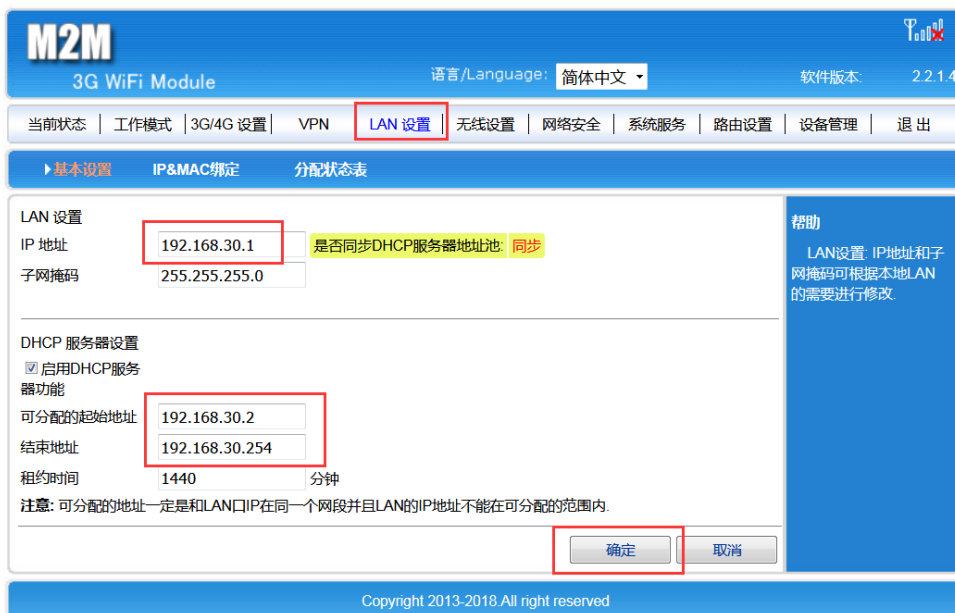 M2M
3G WiFi Module
语言/Language: 简体中文
软件版本: 2.2.1.4
当前状态 | 工作模式 | 3G/4G 设置 | VPN | LAN 设置 | 无线设置 | 网络安全 | 系统服务 | 路由设置 | 设备管理 | 退 出
基本设置 IP&MAC绑定 分配状态表
LAN 设置
IP 地址 192.168.30.1 是否同步DHCP服务器地址池: 同步
子网掩码 255.255.255.0
DHCP 服务器设置
启用DHCP服务
器功能
可分配的起始地址 192.168.30.2
结束地址 192.168.30.254
租约时间 1440 分钟
注意: 可分配的地址一定是和LAN口IP在同一个网段并且LAN的IP地址不能在可分配的范围内.
确定 取消
帮助
LAN设置: IP地址和子
网掩码可根据本地LAN
的需要进行修改.
Copyright 2013-2018.All right reserved